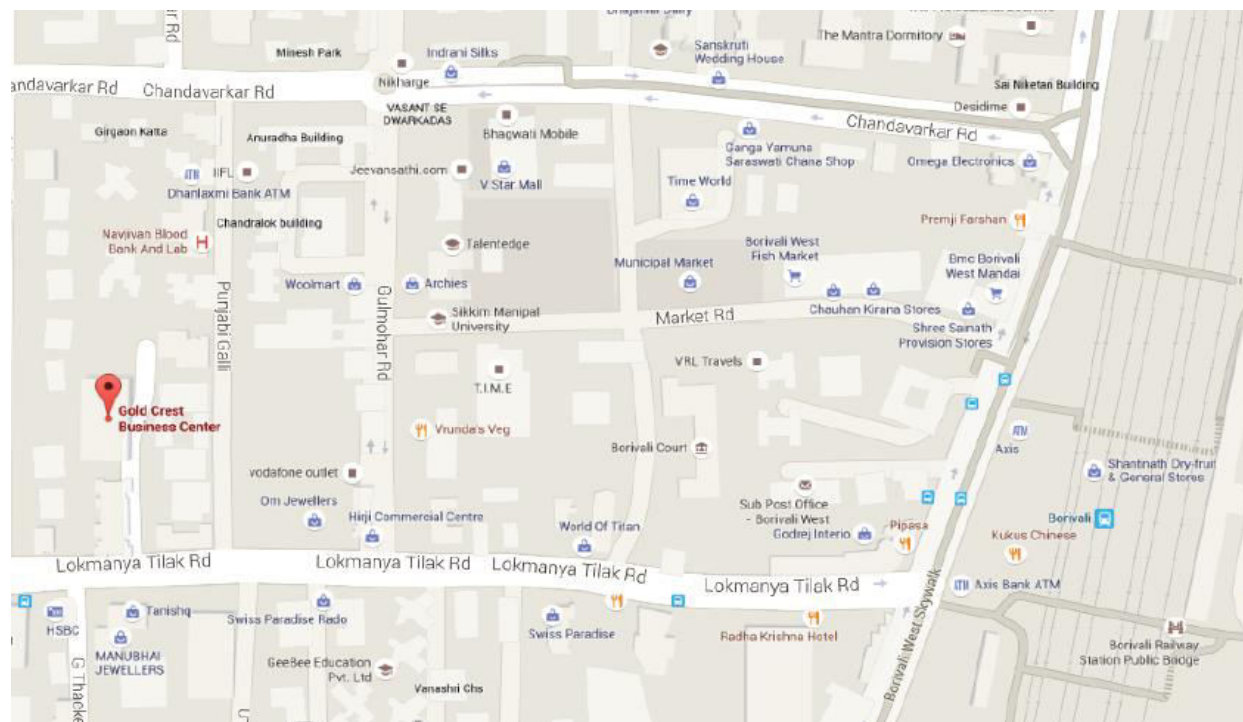 Bhajanlal Dairy
The Mantra Dormitory
Minesh Park
Indrani Silks
Sanskruti
Wedding House
Nikharge
Sai Niketan Building
andavarkar Rd
Chandavarkar Rd
VASANT SE
DWARKADAS
Desidime
Girgaon Katta
Anuradha Building
Bhagwati Mobile
Chandavarkar Rd
Ganga Yamuna
Saraswati Chana Shop
Omega Electronics
ATM
IIFL
Jeevansathi.com
V Star Mall
Dhanlaxmi Bank ATM
Time World
Chandralok building
Premji Farshan
Navjivan Blood
Bank And Lab
Talentedge
Borivali West
Fish Market
Bmc Borivali
West Mandai
Municipal Market
Woolmart
Archies
Punjabi Galli
Gulmohar Rd
Sikkim Manipal
University
Market Rd
Chauhan Kirana Stores
Shree Sainath
Provision Stores
VRL Travels
T.I.M.E
Gold Crest
Business Center
Vrunda's Veg
Borivali Court
ATM
Axis
vodafone outlet
Shantinath Dry-fruit
& General Stores
Om Jewellers
Hirji Commercial Centre
World Of Titan
Sub Post Office
- Borivali West
Godrej Interio
Pipasa
Borivali
Kukus Chinese
Lokmanya Tilak Rd
Lokmanya Tilak Rd
Lokmanya Tilak Rd
Lokmanya Tilak Rd
ATM
Axis Bank ATM
HSBC
Tanishq
Swiss Paradise Rado
Swiss Paradise
Radha Krishna Hotel
Borivali West Skywalk
Borivali Railway
Station Public Bridge
MANUBHAI
JEWELLERS
G Thacke
GeeBee Education
Pvt. Ltd
Vanashri Chs